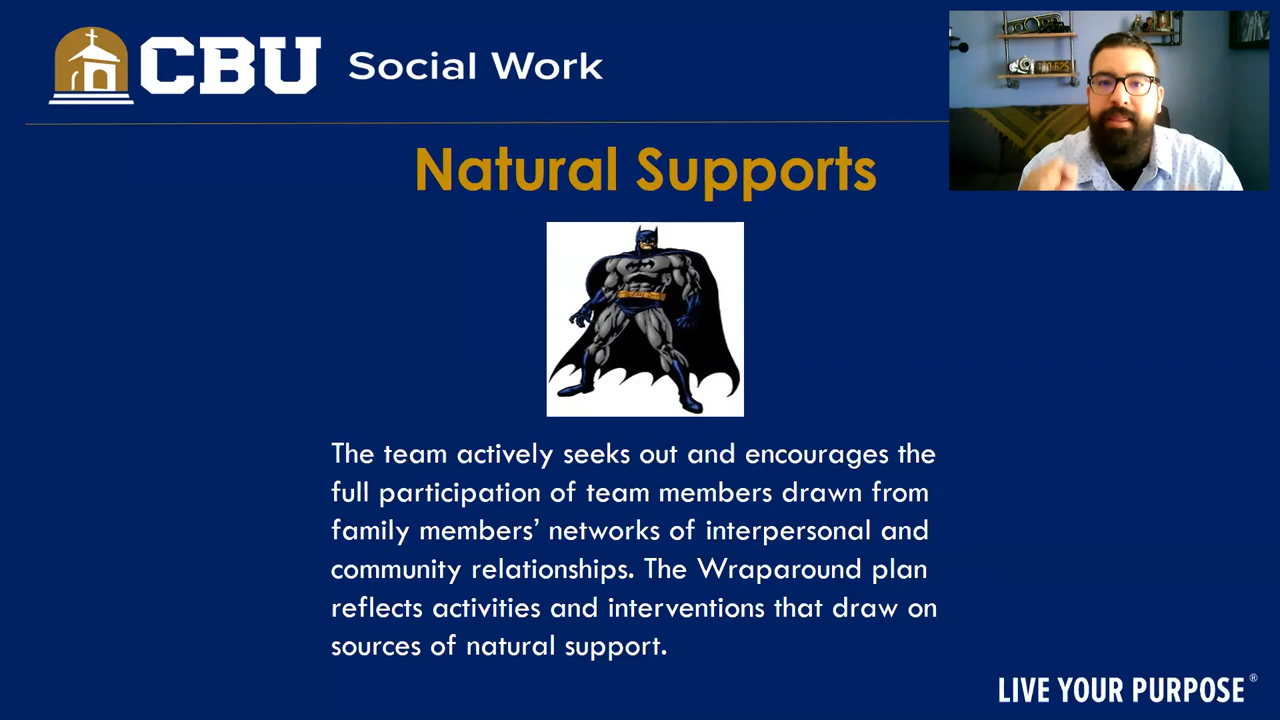 CBU Social Work
Natural Supports
The team actively seeks out and encourages the
full participation of team members drawn from
family members’ networks of interpersonal and
community relationships. The Wraparound plan
reflects activities and interventions that draw on
sources of natural support.
LIVE YOUR PURPOSE®